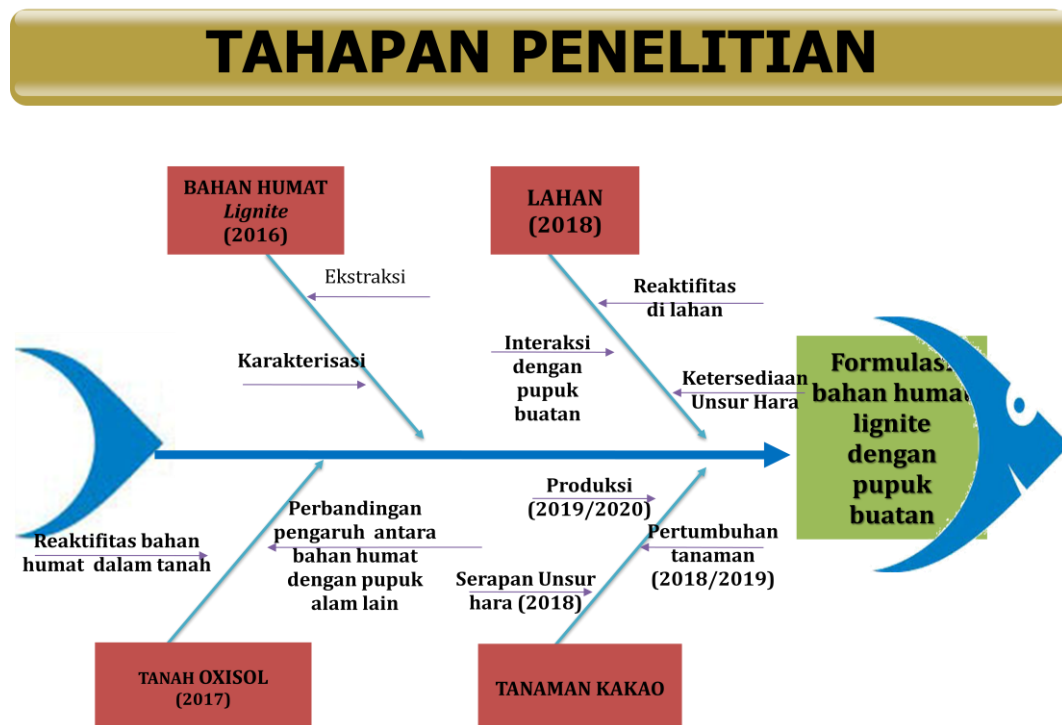 TAHAPAN PENELITIAN
BAHAN HUMAT
Lignite
(2016)
LAHAN
(2018)
Ekstraksi
Karakterisasi
Reaktifitas
di lahan
Interaksi
dengan
pupuk
buatan
Ketersediaan
Unsur Hara
Formulasi
bahan humat
lignite
dengan
pupuk
buatan
Reaktifitas bahan
humat dalam tanah
Perbandingan
pengaruh antara
bahan humat
dengan pupuk
alam lain
Produksi
(2019/2020)
Pertumbuhan
tanaman
(2018/2019)
Serapan Unsur
hara (2018)
TANAH OXISOL
(2017)
TANAMAN KAKAO